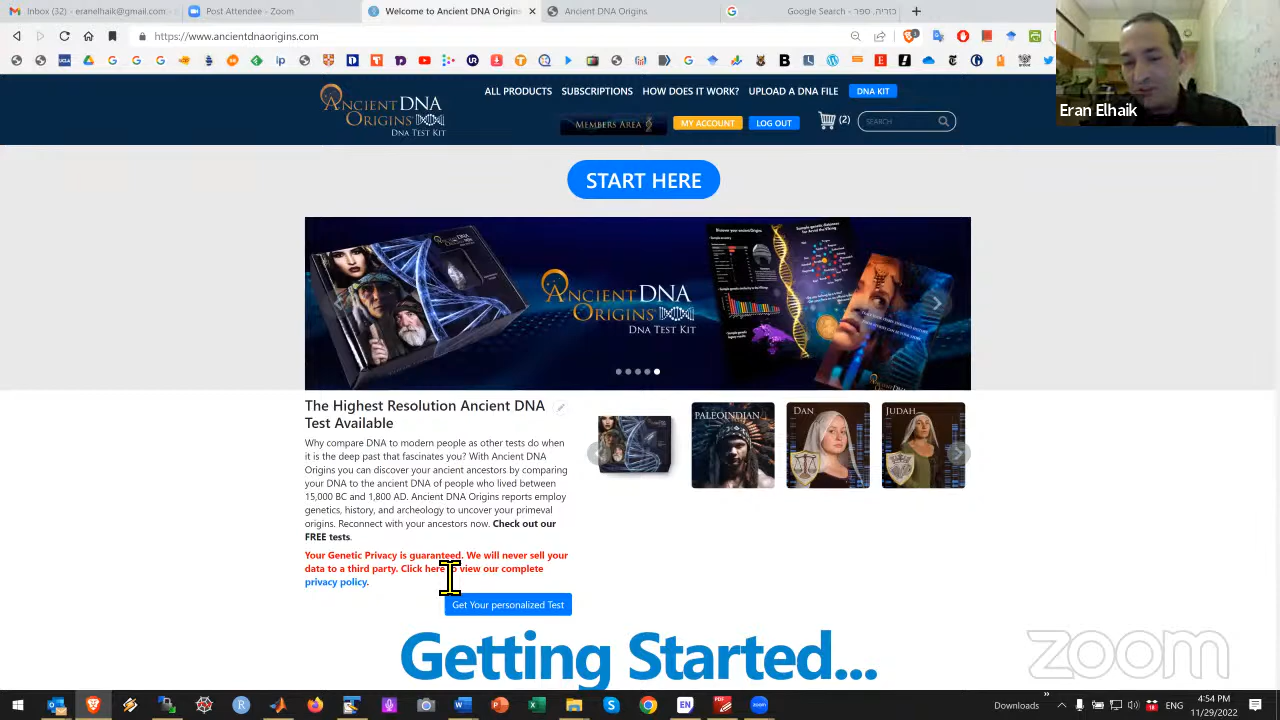 Inbox (32) - eranelhaik@gm
Post Attendee - Zoom
Welcome to Ancient DNA Origins
Ancient DNA Origins
Google Search - כורית-ספר
https://www.ancientdnaorigins.com
Eran Elhaik
ANCIENT DNA
ORIGINS
DNA TEST KIT
ALL PRODUCTS
SUBSCRIPTIONS
HOW DOES IT WORK?
UPLOAD A DNA FILE
DNA KIT
MEMBERS AREA
MY ACCOUNT
LOG OUT
(2)
SEARCH
START HERE
ANCIENT DNA
ORIGINS
DNA TEST KIT
The Highest Resolution Ancient DNA
Test Available
Why compare DNA to modern people as other tests do when
it is the deep past that fascinates you? With Ancient DNA
Origins you can discover your ancient ancestors by comparing
your DNA to the ancient DNA of people who lived between
15,000 BC and 1,800 AD. Ancient DNA Origins reports employ
genetics, history, and archeology to uncover your primeval
origins. Reconnect with your ancestors now. Check out our
FREE tests.
Your Genetic Privacy is guaranteed. We will never sell your
data to a third party. Click here to view our complete
privacy policy.
PALEOINDIAN
DAN
JUDAH
Get Your personalized Test
Getting Started...
zoom
Downloads
ENG
4:54 PM
11/29/2022